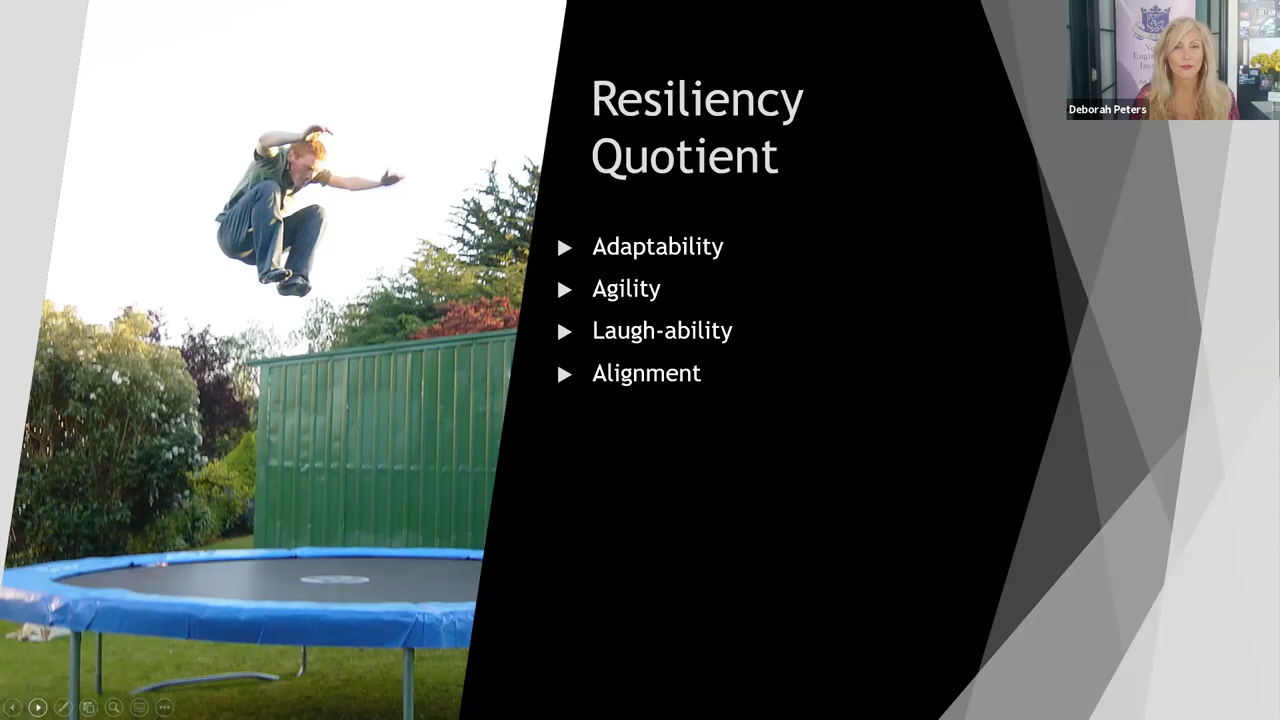 Resiliency
Quotient
Adaptability
Agility
Laugh-ability
Alignment
Deborah Peters